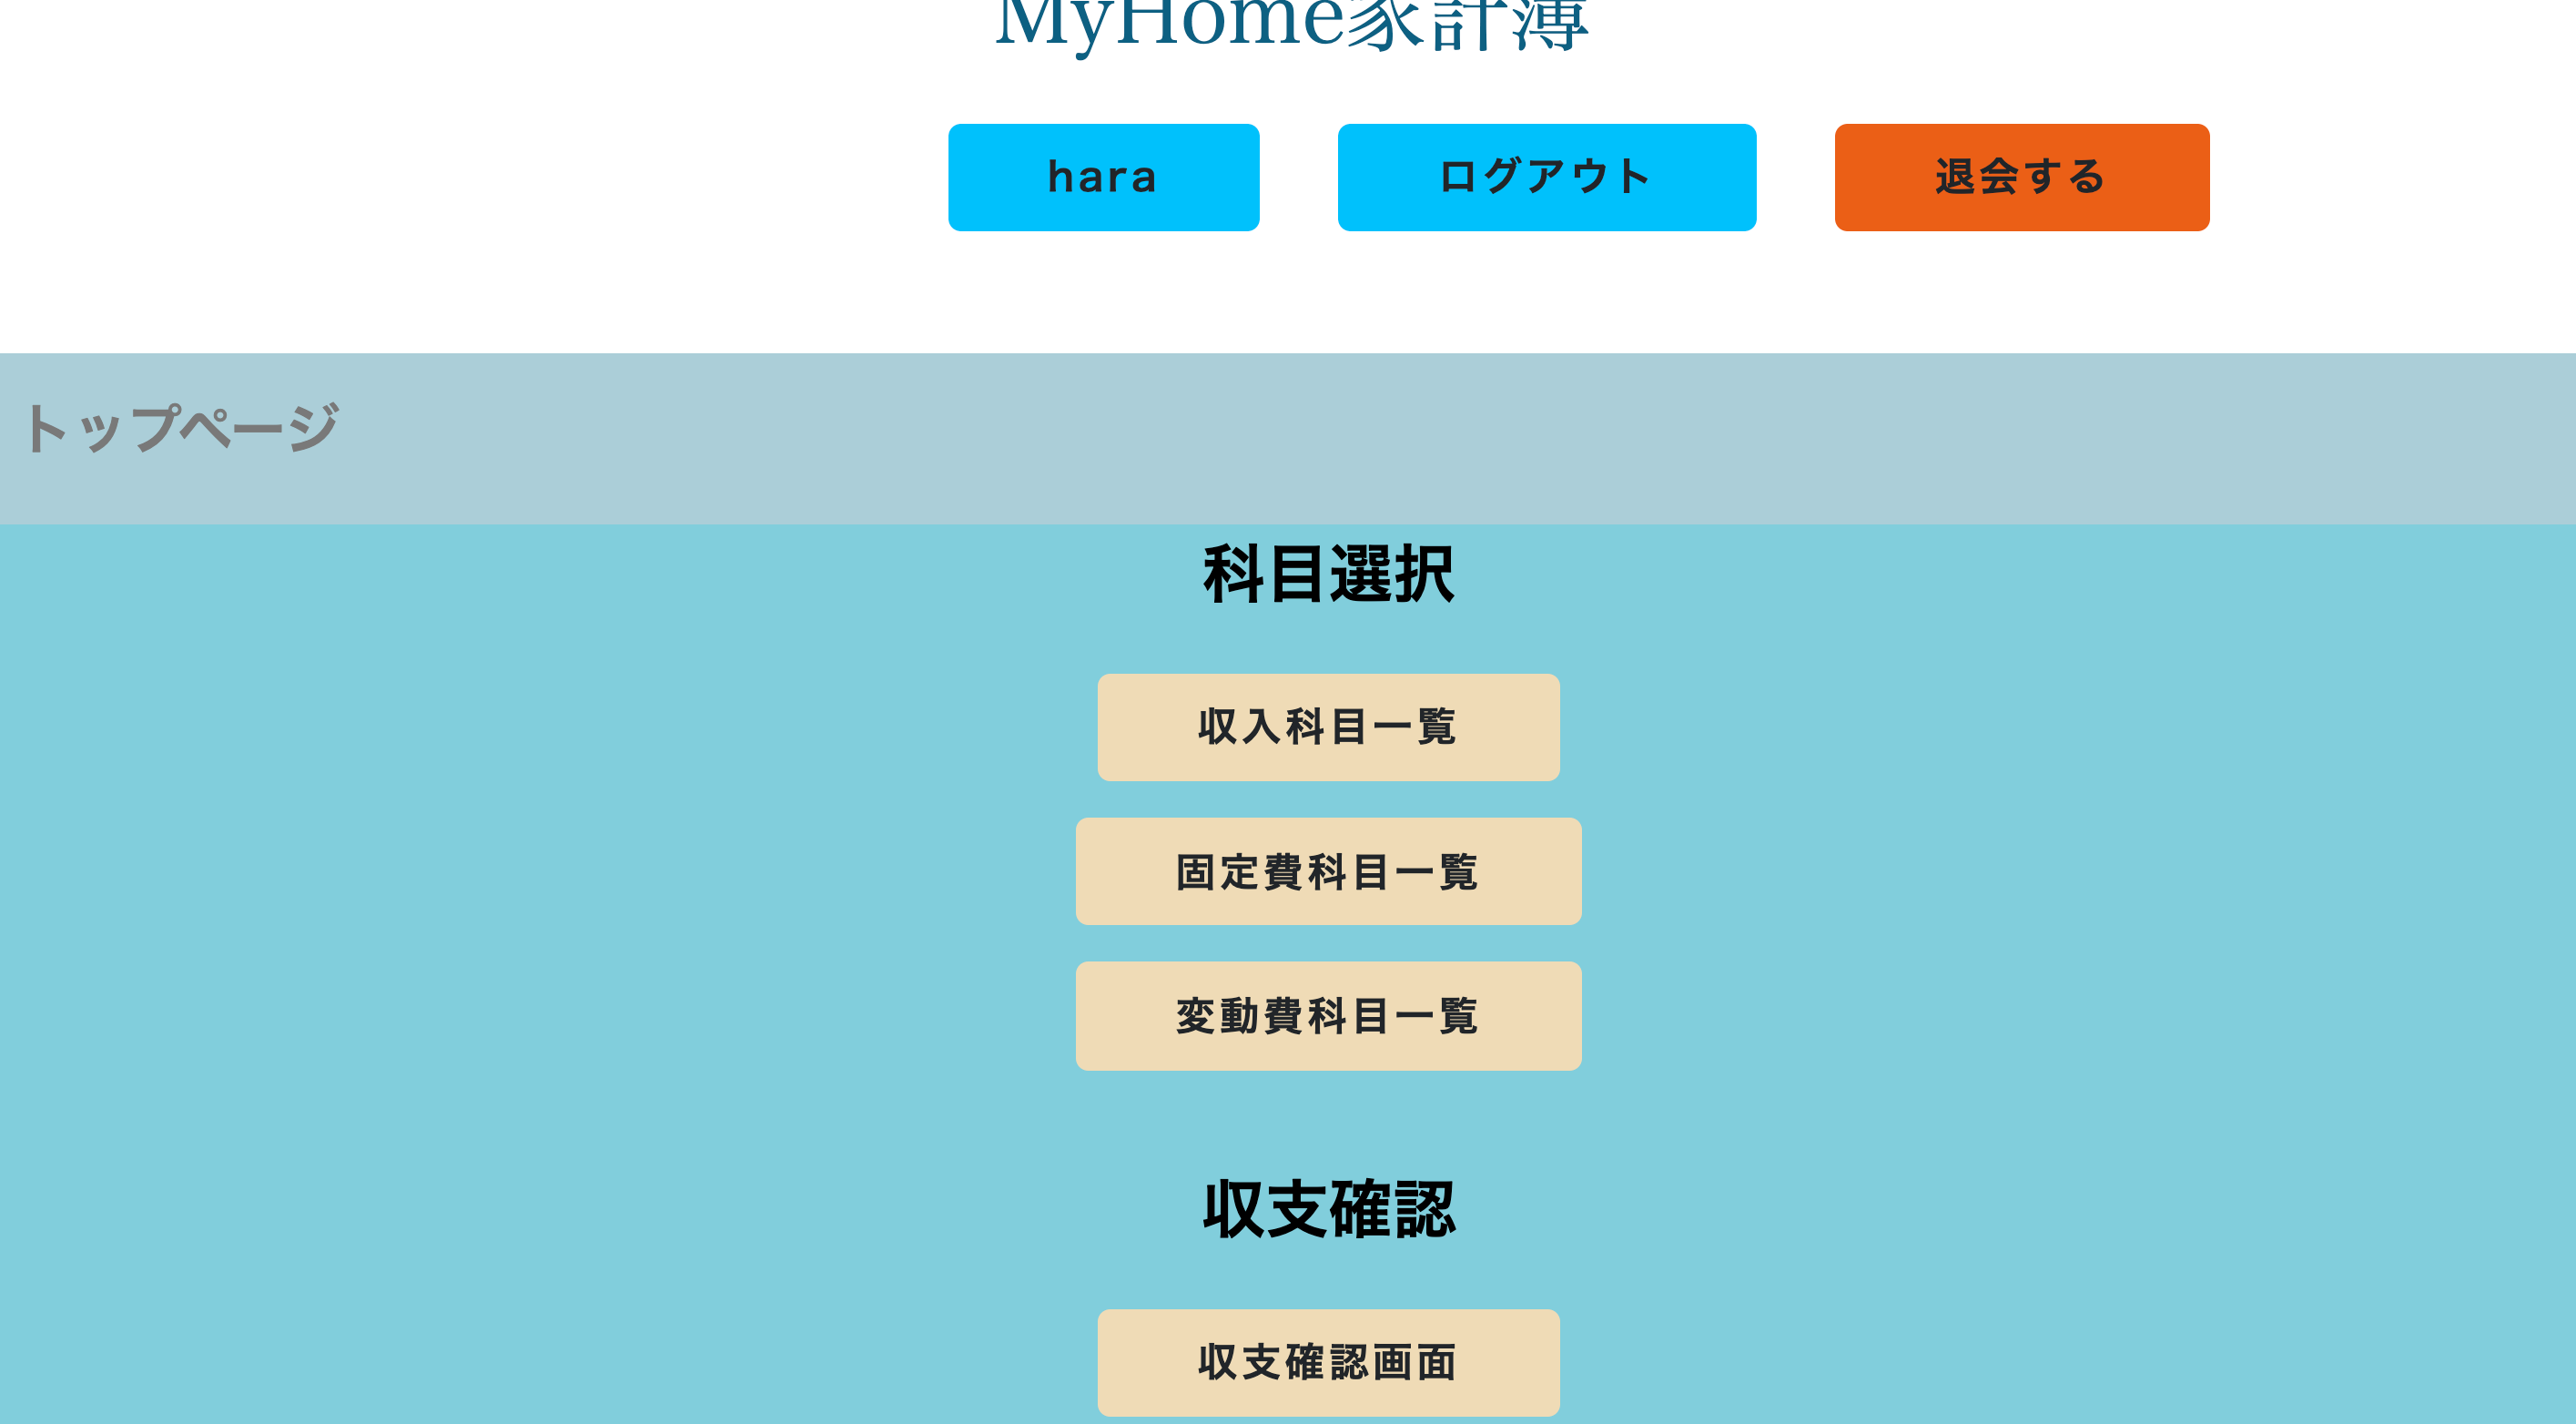 MyHome家計簿
hara
ログアウト
退会する
トップページ
科目選択
収入科目一覧
固定費科目一覧
変動費科目一覧
収支確認
収支確認画面